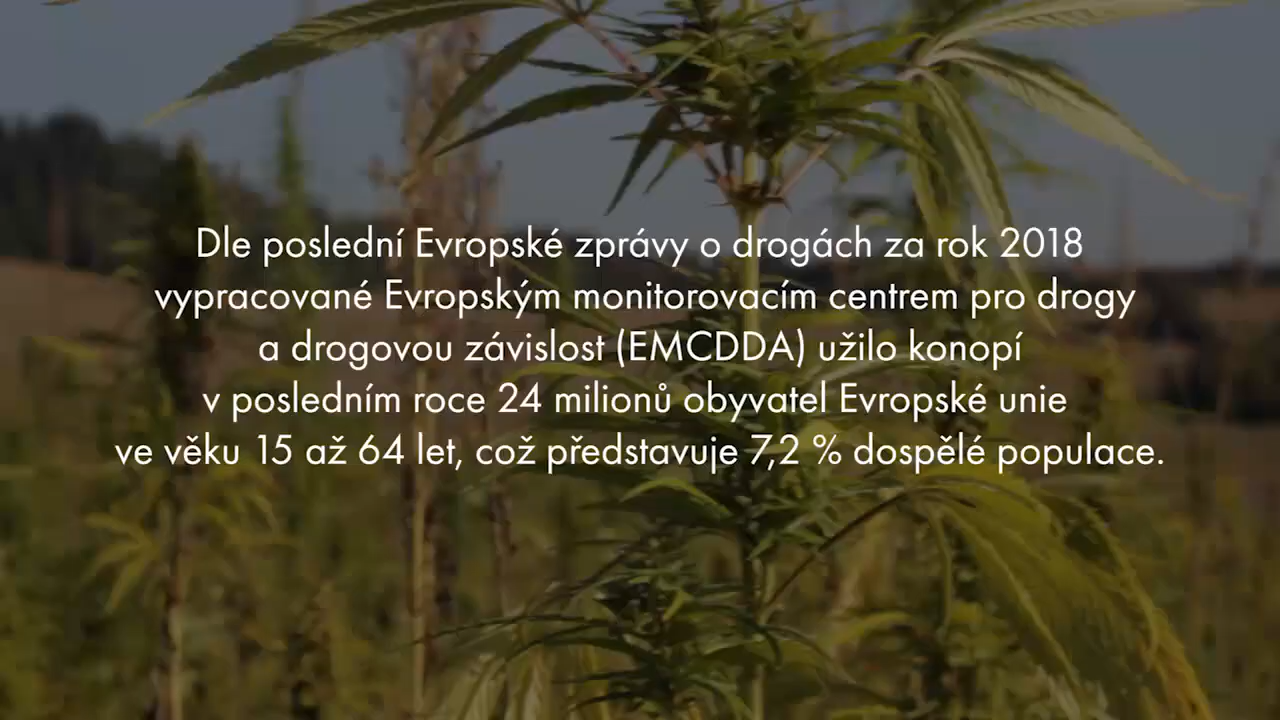 Dle poslední Evropské zprávy o drogách za rok 2018
vypracované Evropským monitorovacím centrem pro drogy
a drogovou závislost (EMCDDA) užilo konopí
v posledním roce 24 milionů obyvatel Evropské unie
ve věku 15 až 64 let, což představuje 7,2 % dospělé populace.